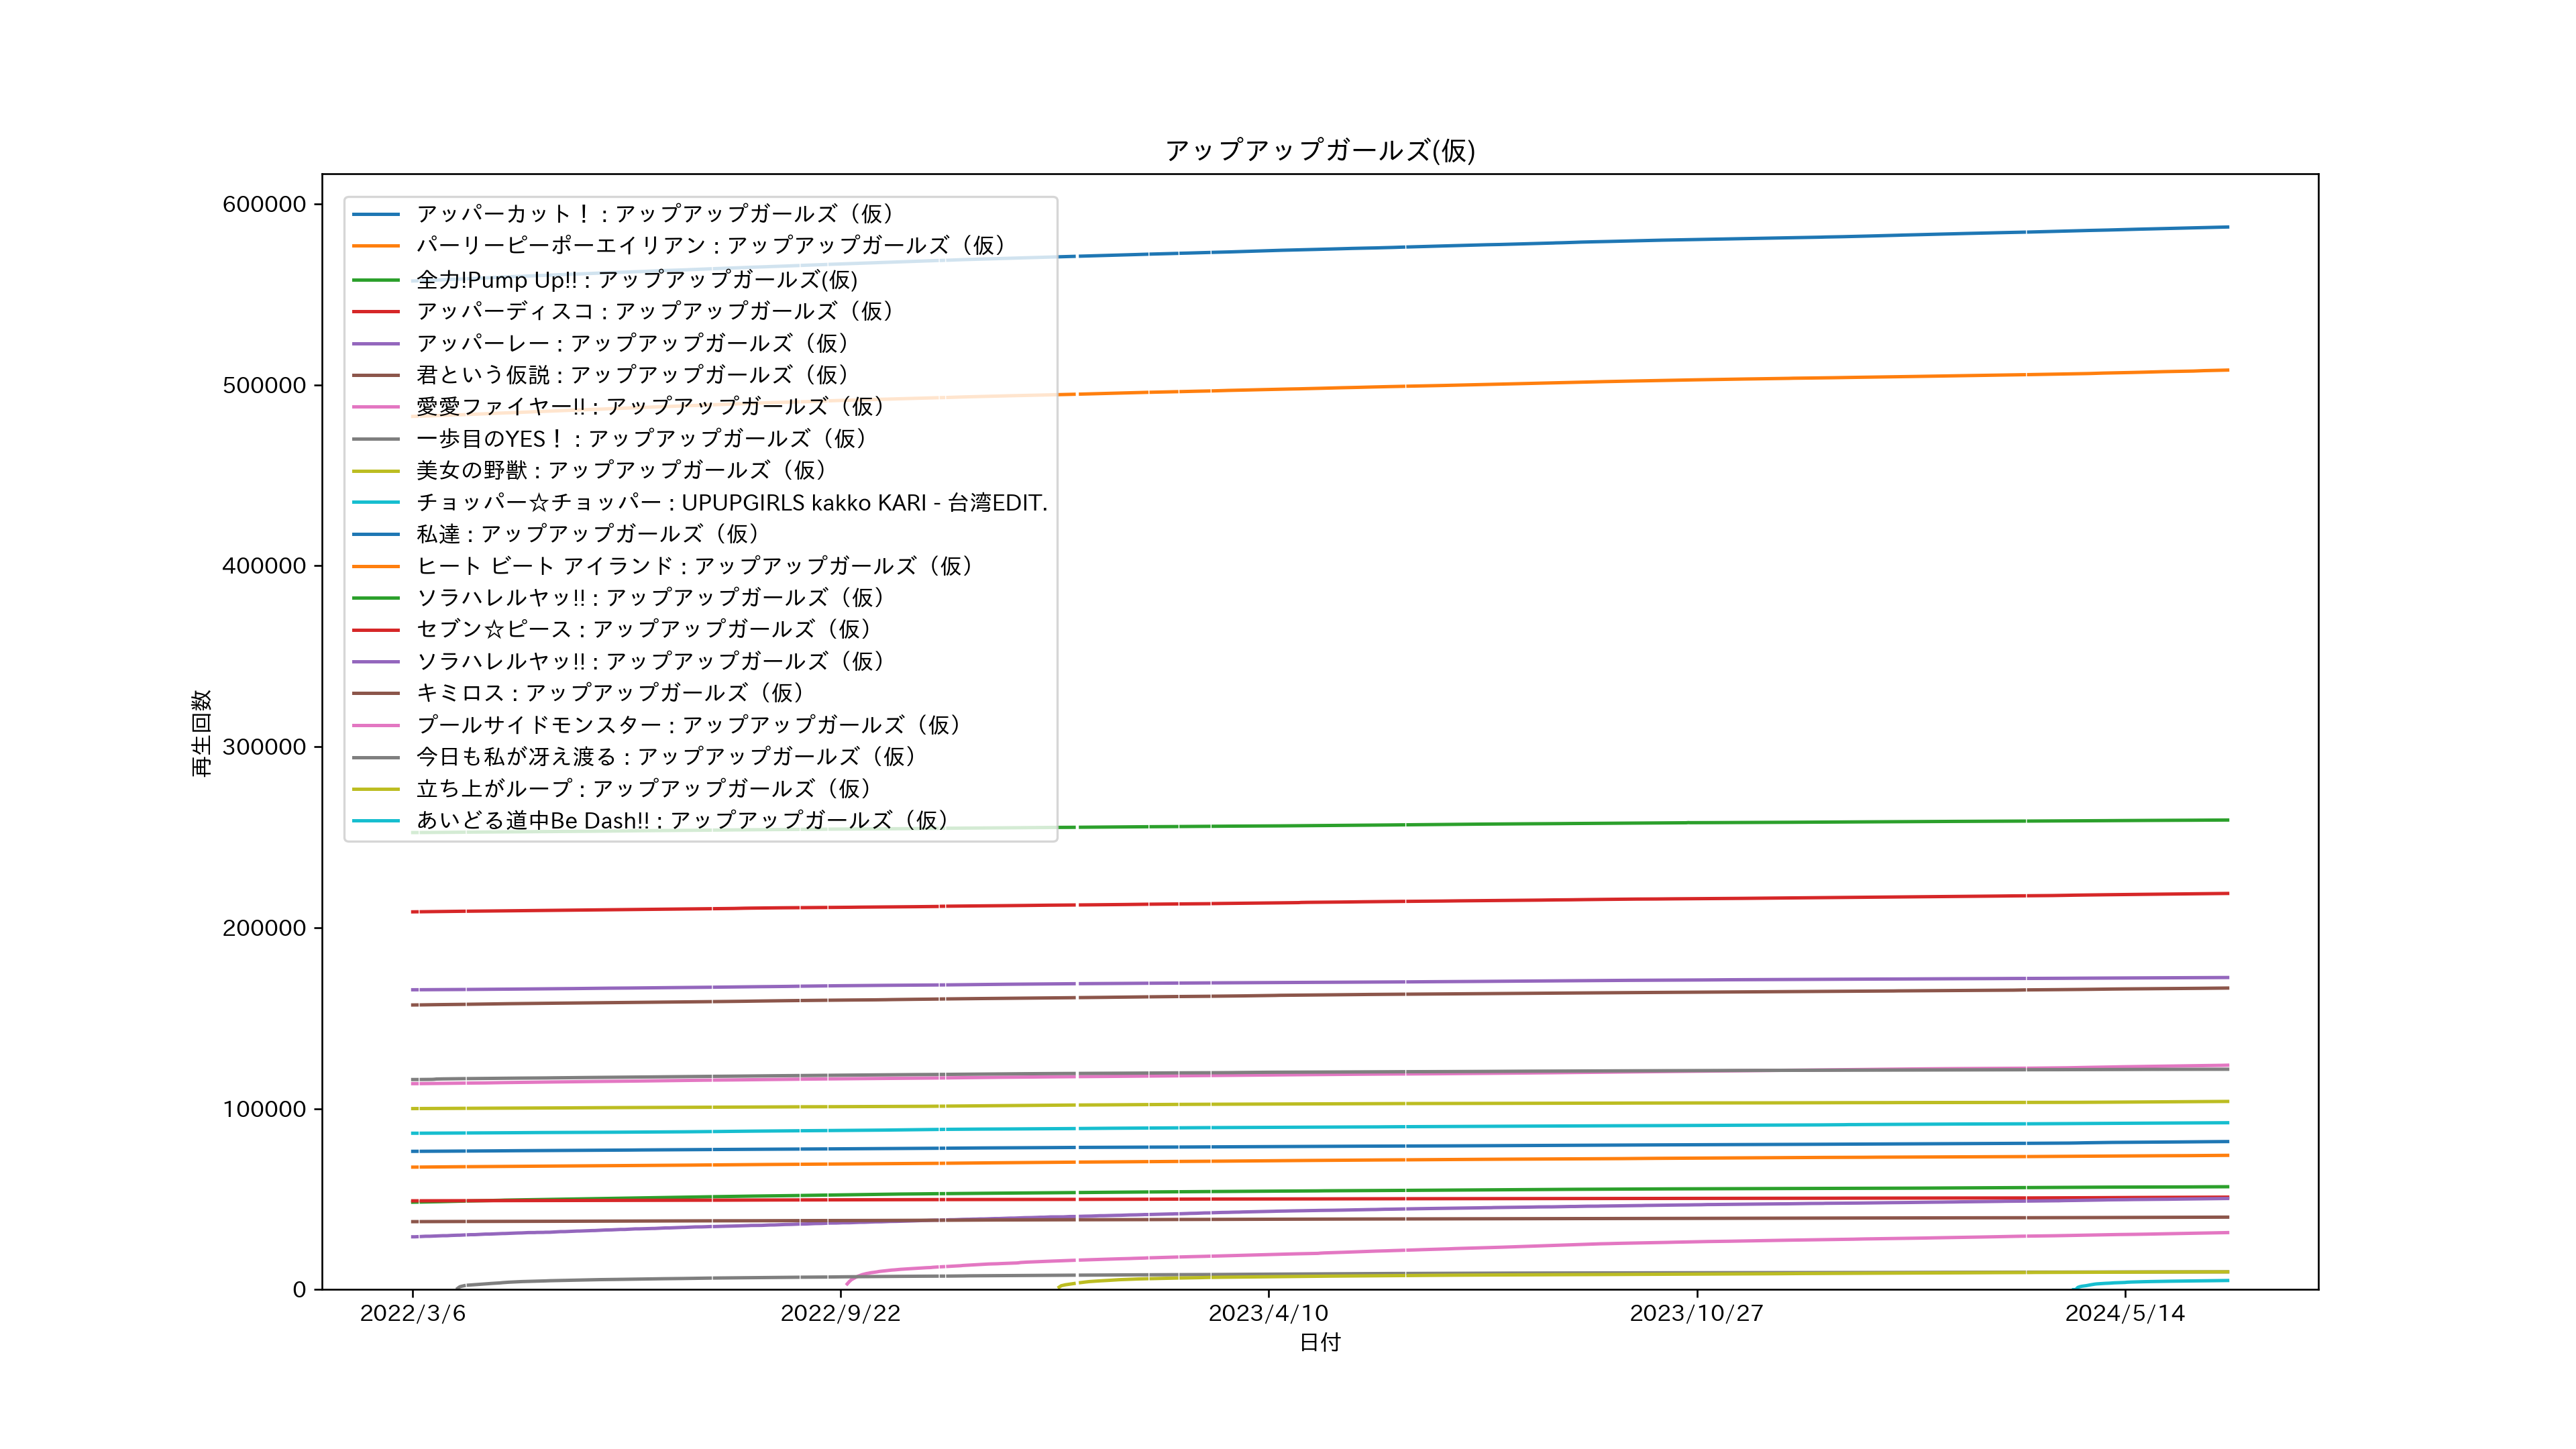 アップアップガールズ(仮)
600000
500000
400000
300000
200000
100000
0
再生回数
アッパーカット！ : アップアップガールズ（仮）
パーリーピーポーエイリアン : アップアップガールズ（仮）
全力!Pump Up!! : アップアップガールズ(仮)
アッパーディスコ : アップアップガールズ（仮）
アッパーレー : アップアップガールズ（仮）
君という仮説 : アップアップガールズ（仮）
愛愛ファイヤー!! : アップアップガールズ（仮）
一歩目のYES！ : アップアップガールズ（仮）
美女の野獣 : アップアップガールズ（仮）
チョッパー☆チョッパー : UPUPGIRLS kakko KARI - 台湾EDIT.
私達 : アップアップガールズ（仮）
ヒート ビート アイランド : アップアップガールズ（仮）
ソラハレルヤッ!! : アップアップガールズ（仮）
セブン☆ピース : アップアップガールズ（仮）
ソラハレルヤッ!! : アップアップガールズ（仮）
キミロス : アップアップガールズ（仮）
プールサイドモンスター : アップアップガールズ（仮）
今日も私が冴え渡る : アップアップガールズ（仮）
立ち上がループ : アップアップガールズ（仮）
あいどる道中Be Dash!! : アップアップガールズ（仮）
2022/3/6
2022/9/22
2023/4/10
2023/10/27
2024/5/14
日付